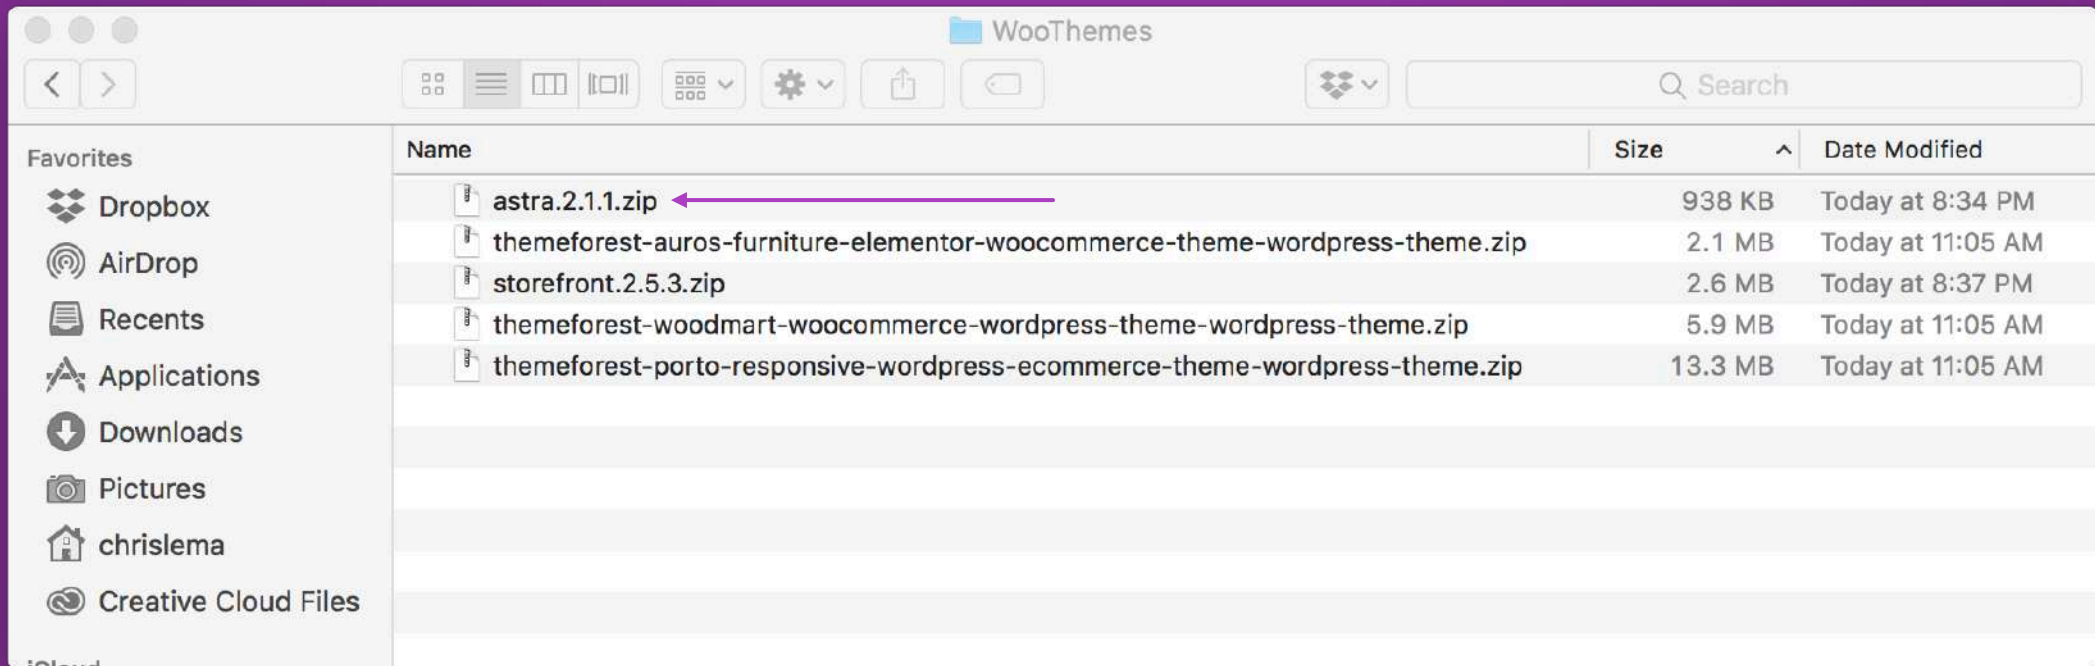 WooThemes
Search
Favorites
Dropbox
AirDrop
Recents
Applications
Downloads
Pictures
chrislema
Creative Cloud Files
iCloud
Name Size Date Modified
astra.2.1.1.zip 938 KB Today at 8:34 PM
themeforest-auros-furniture-elementor-woocommerce-theme-wordpress-theme.zip 2.1 MB Today at 11:05 AM
storefront.2.5.3.zip 2.6 MB Today at 8:37 PM
themeforest-woodmart-woocommerce-wordpress-theme-wordpress-theme.zip 5.9 MB Today at 11:05 AM
themeforest-porto-responsive-wordpress-ecommerce-theme-wordpress-theme.zip 13.3 MB Today at 11:05 AM